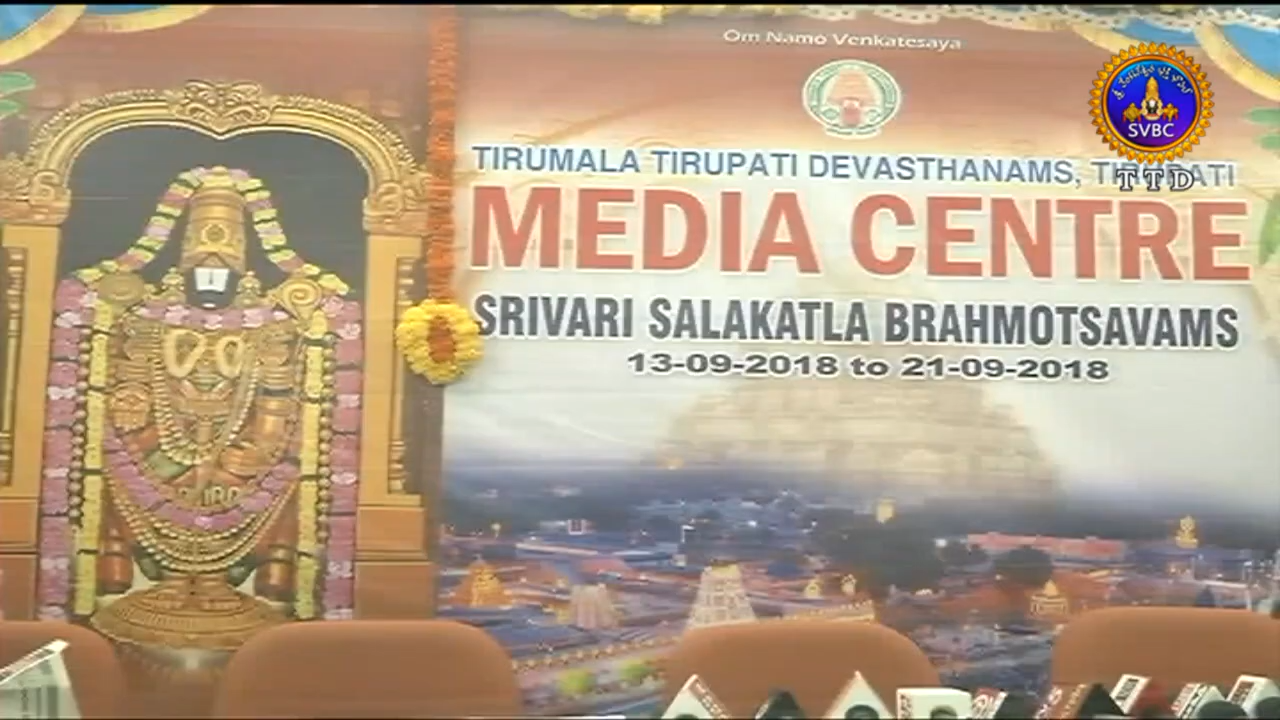 Om Namo Venkatesaya
TIRUMALA TIRUPATI DEVASTHANAMS, TIRUPATI
MEDIA CENTRE
SRIVARI SALAKATLA BRAHMOTSAVAMS
13-09-2018 to 21-09-2018
SVBC
TTD